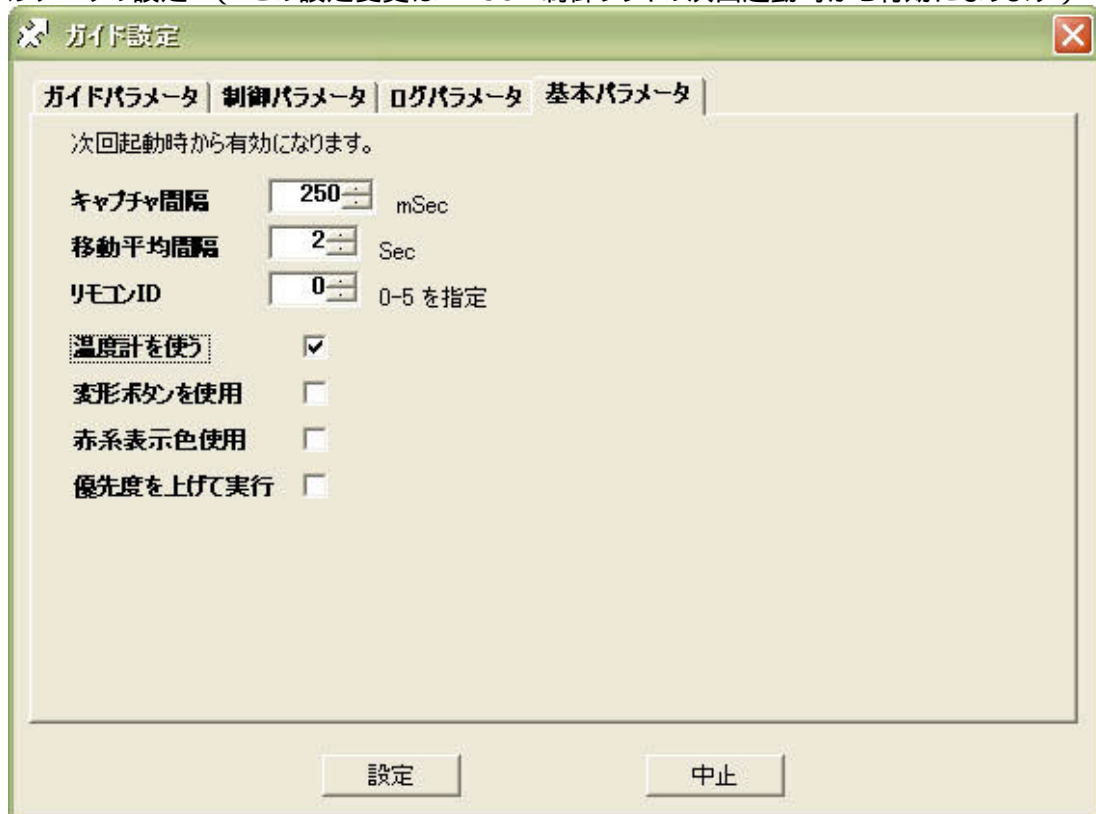 ガイド設定
ガイドパラメータ 制御パラメータ ログパラメータ 基本パラメータ
次回起動時から有効になります。
キャプチャ間隔 250 mSec
移動平均間隔 2 Sec
リモコンID 0 0-5 を指定
温度計を使う
変形ボタンを使用
赤系表示色使用
優先度を上げて実行
設定 中止